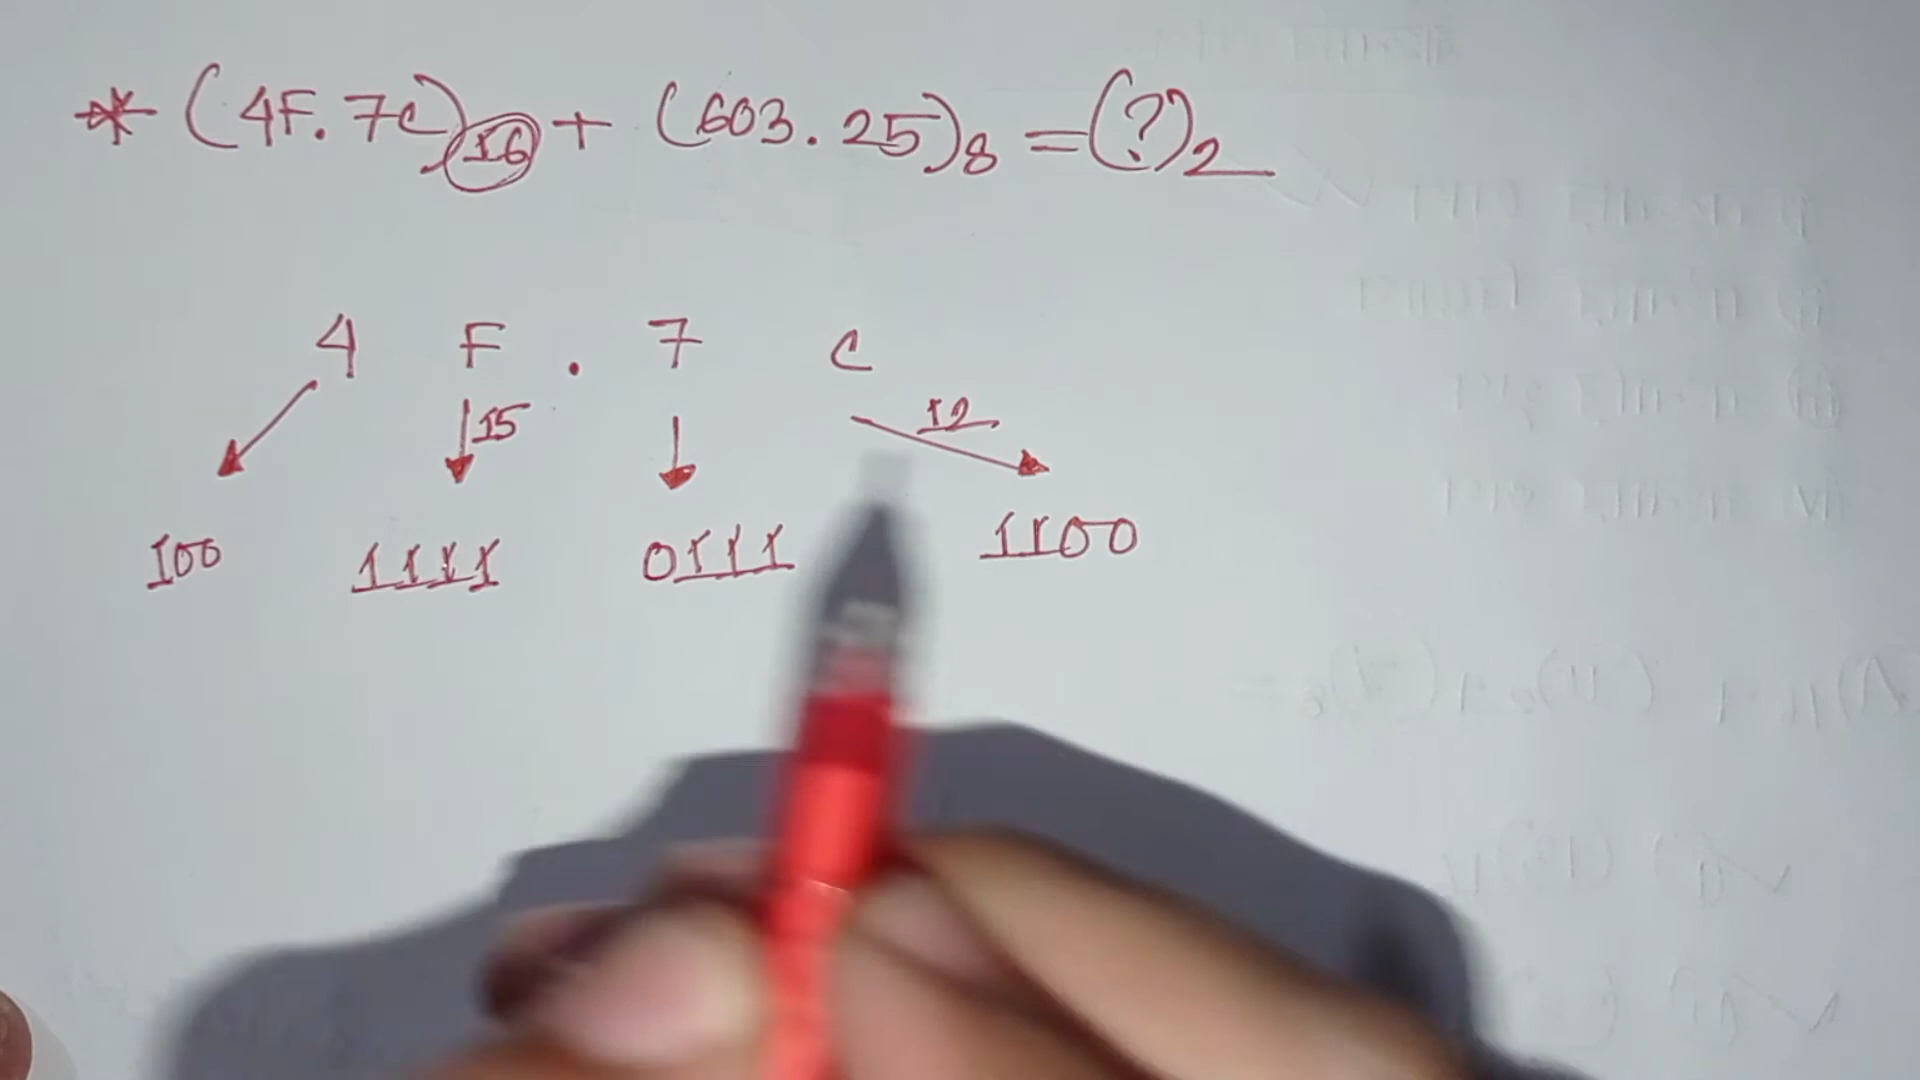 * (4F.7C)16 + (603.25)8 = (?)2
4 F . 7 C
15 12
100 1111 0111 1100